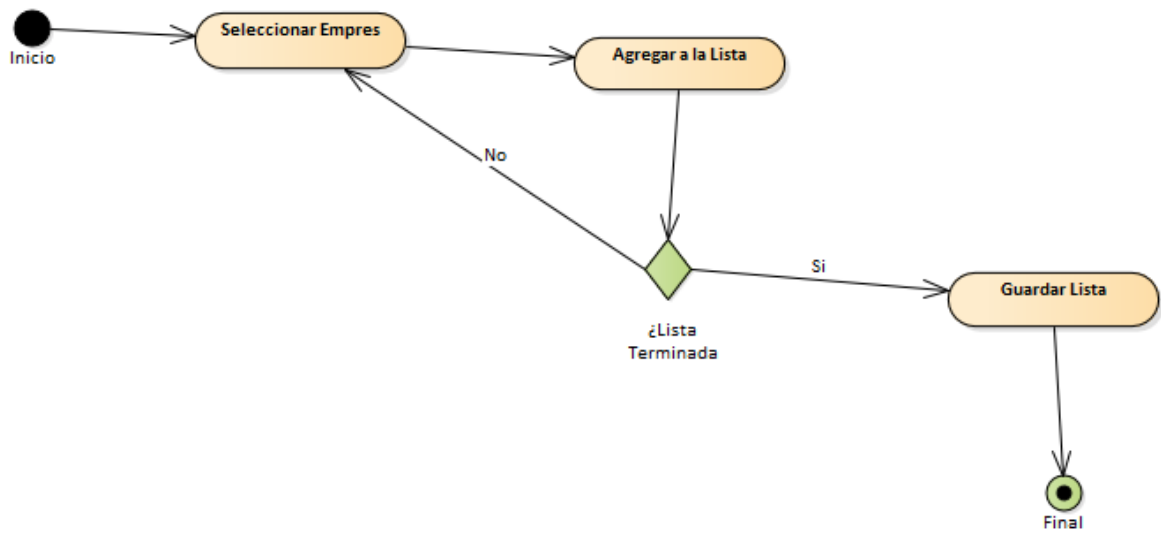 Inicio
Seleccionar Empres
Agregar a la Lista
No
Si
¿Lista
Terminada
Guardar Lista
Final